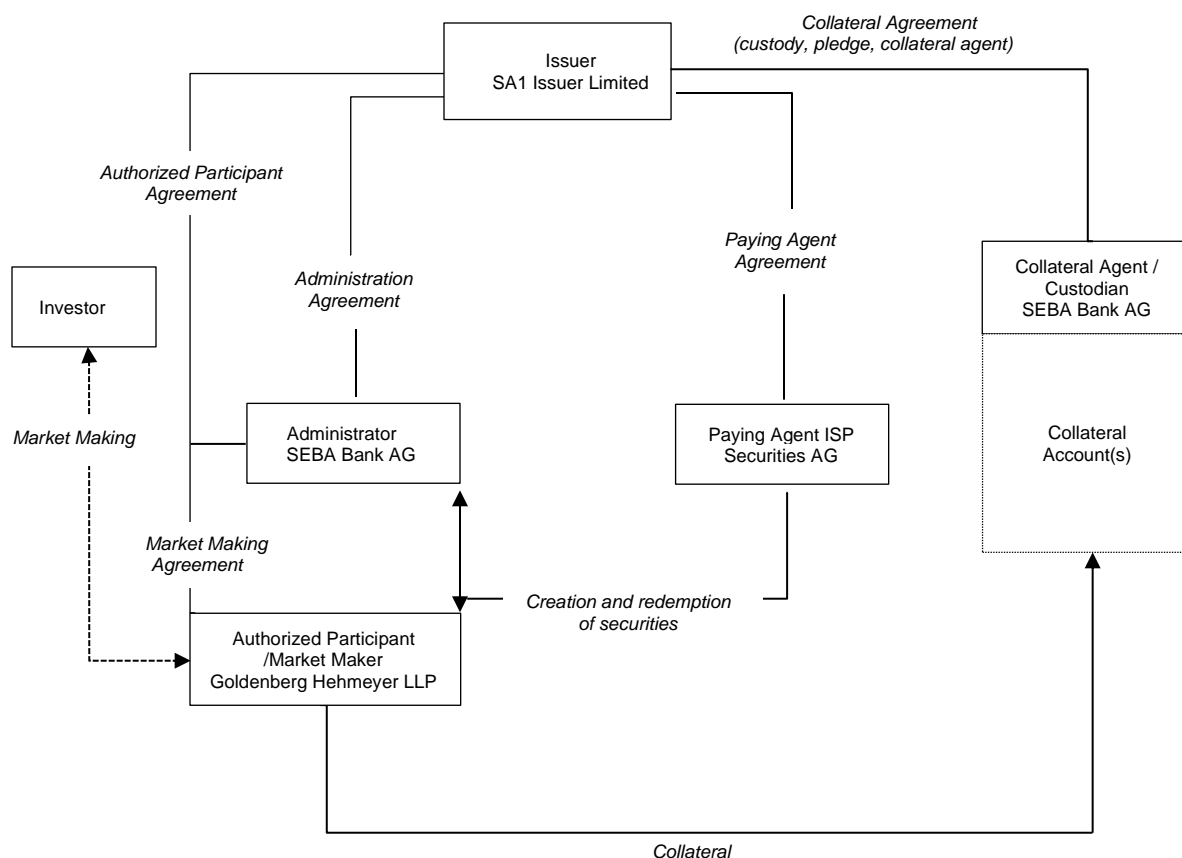 Collateral Agreement
(custody, pledge, collateral agent)
Issuer
SA1 Issuer Limited
Authorized Participant
Agreement
Paying Agent
Agreement
Administration
Agreement
Investor
Collateral Agent /
Custodian
SEBA Bank AG
Market Making
Administrator
SEBA Bank AG
Paying Agent ISP
Securities AG
Collateral
Account(s)
Market Making
Agreement
Creation and redemption
of securities
Authorized Participant
/Market Maker
Goldenberg Hehmeyer LLP
Collateral